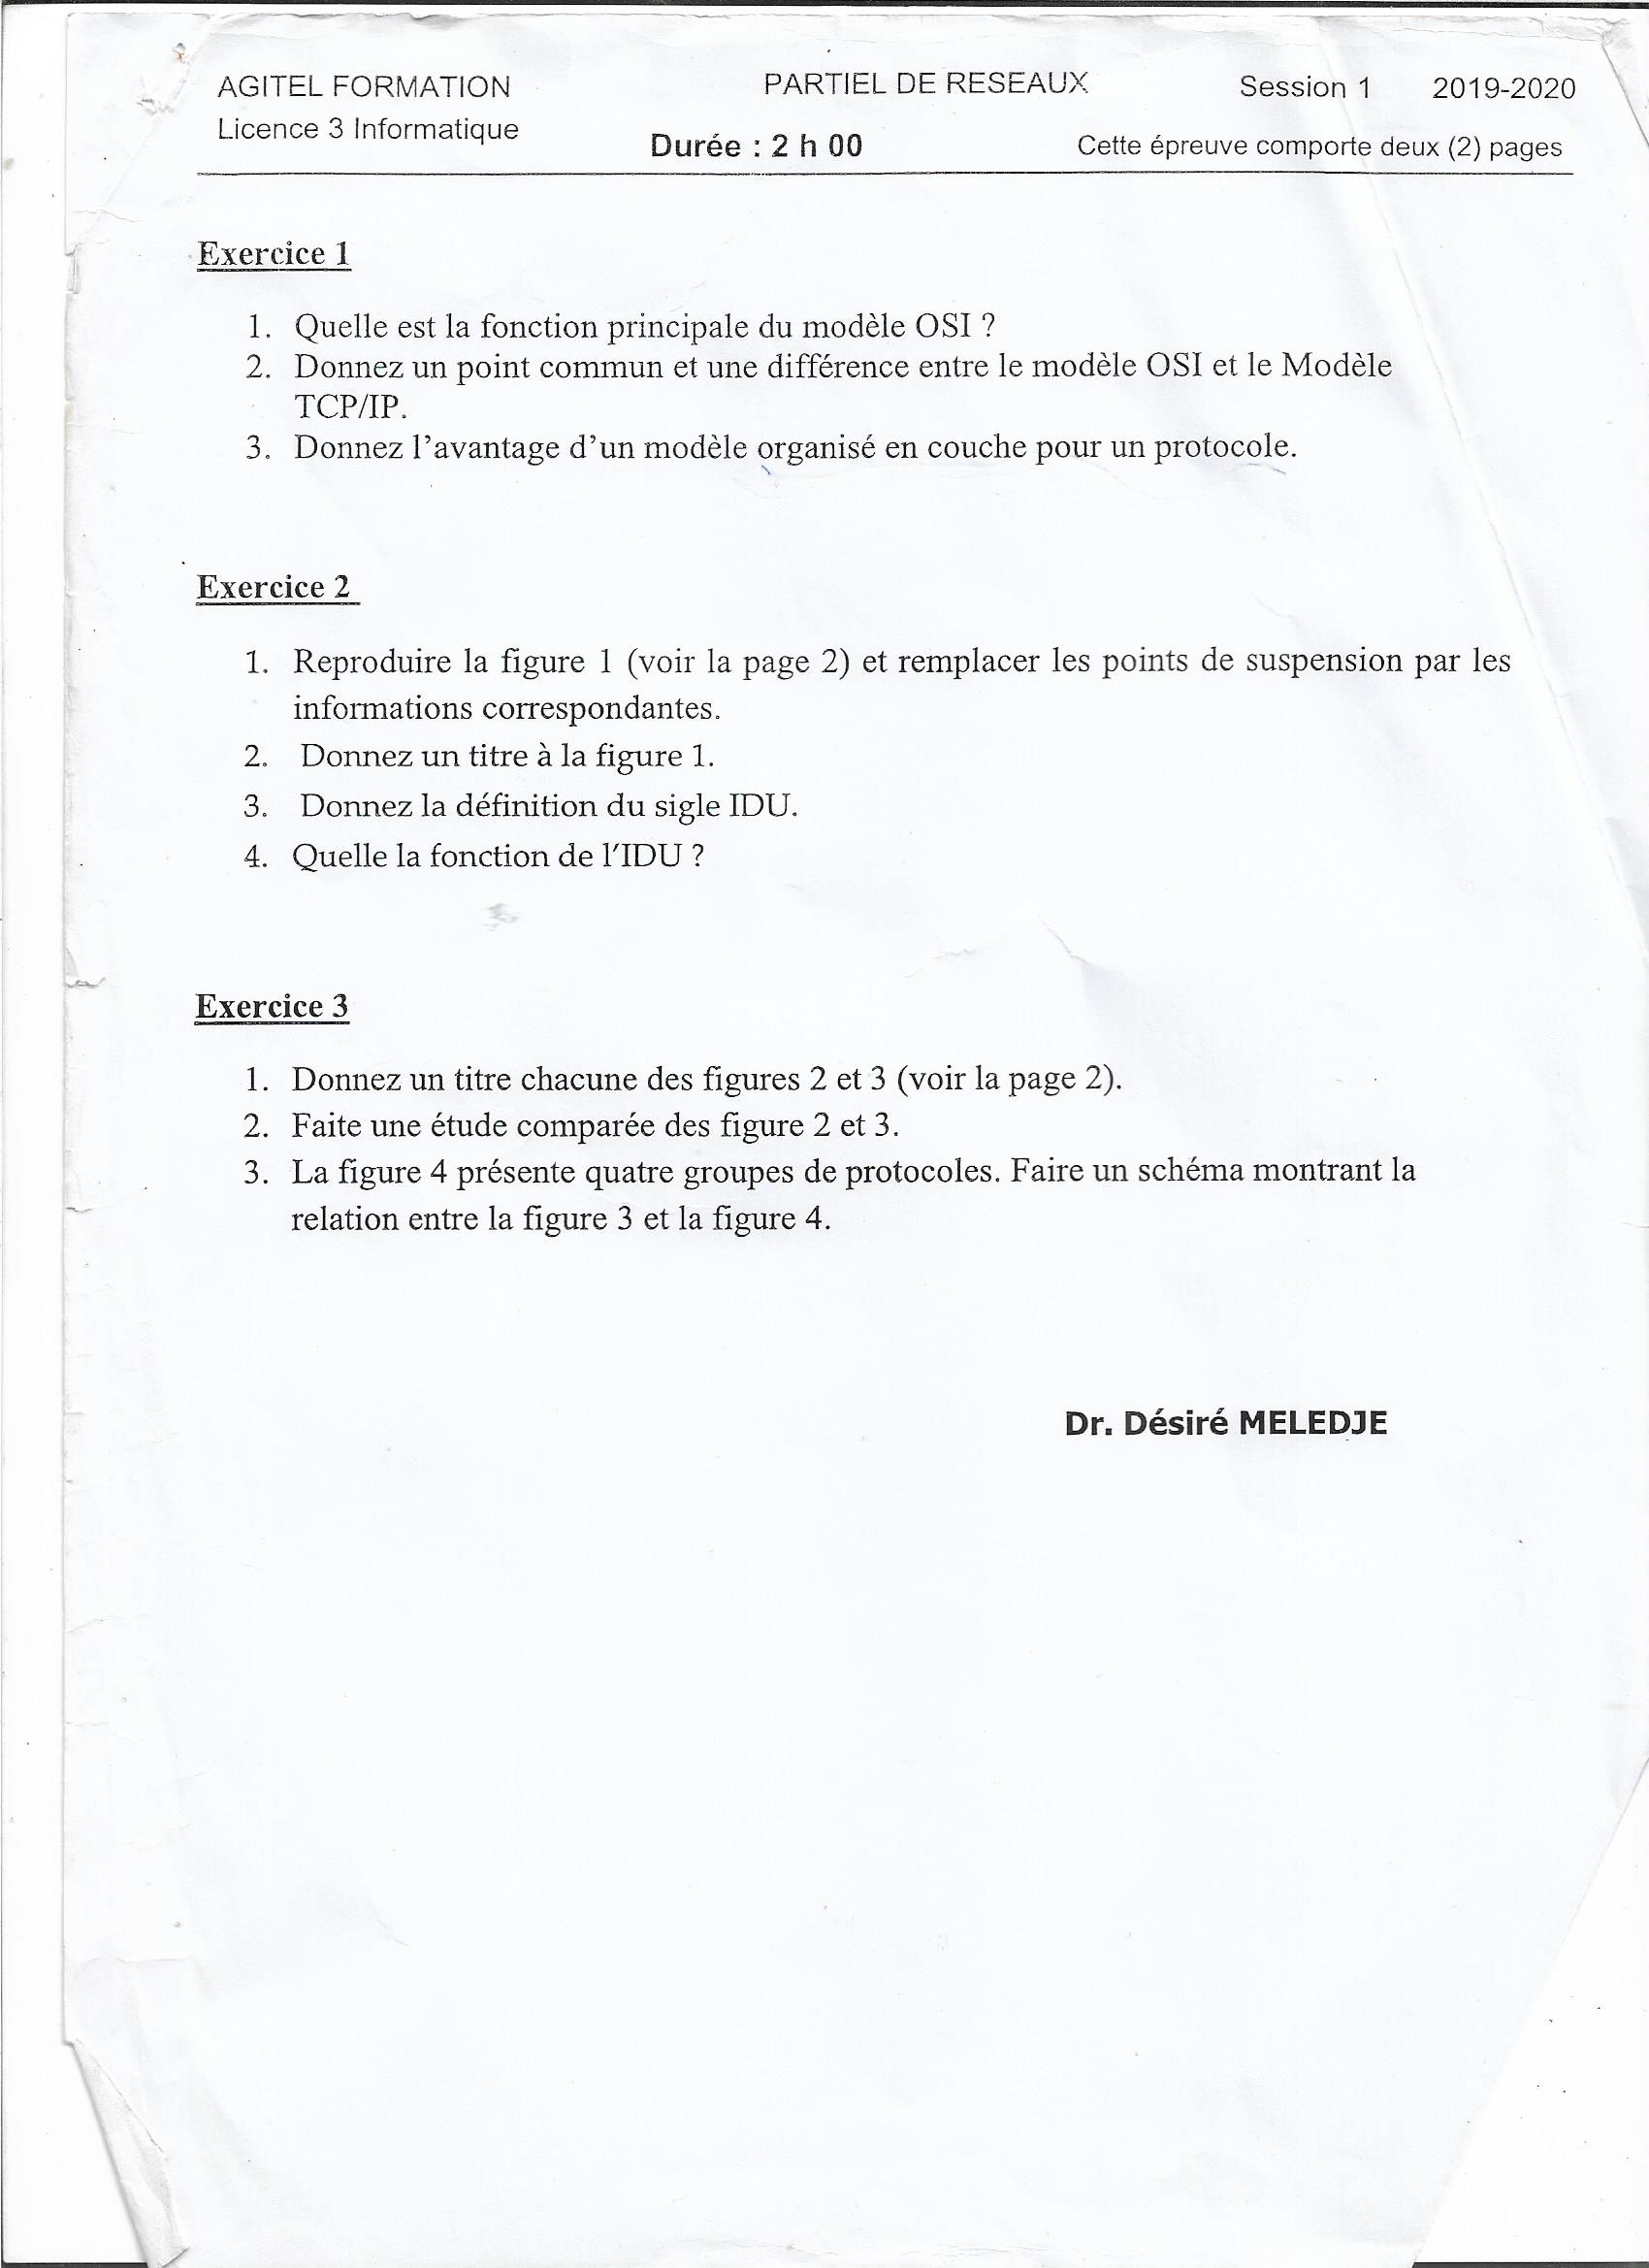 AGITEL FORMATION PARTIEL DE RESEAUX Session 1 2019-2020
Licence 3 Informatique Durée : 2 h 00 Cette épreuve comporte deux (2) pages
Exercice 1
1. Quelle est la fonction principale du modèle OSI ?
2. Donnez un point commun et une différence entre le modèle OSI et le Modèle
TCP/IP.
3. Donnez l’avantage d’un modèle organisé en couche pour un protocole.
Exercice 2
1. Reproduire la figure 1 (voir la page 2) et remplacer les points de suspension par les
informations correspondantes.
2. Donnez un titre à la figure 1.
3. Donnez la définition du sigle IDU.
4. Quelle la fonction de l’IDU ?
Exercice 3
1. Donnez un titre chacune des figures 2 et 3 (voir la page 2).
2. Faite une étude comparée des figure 2 et 3.
3. La figure 4 présente quatre groupes de protocoles. Faire un schéma montrant la
relation entre la figure 3 et la figure 4.
Dr. Désiré MELEDJE